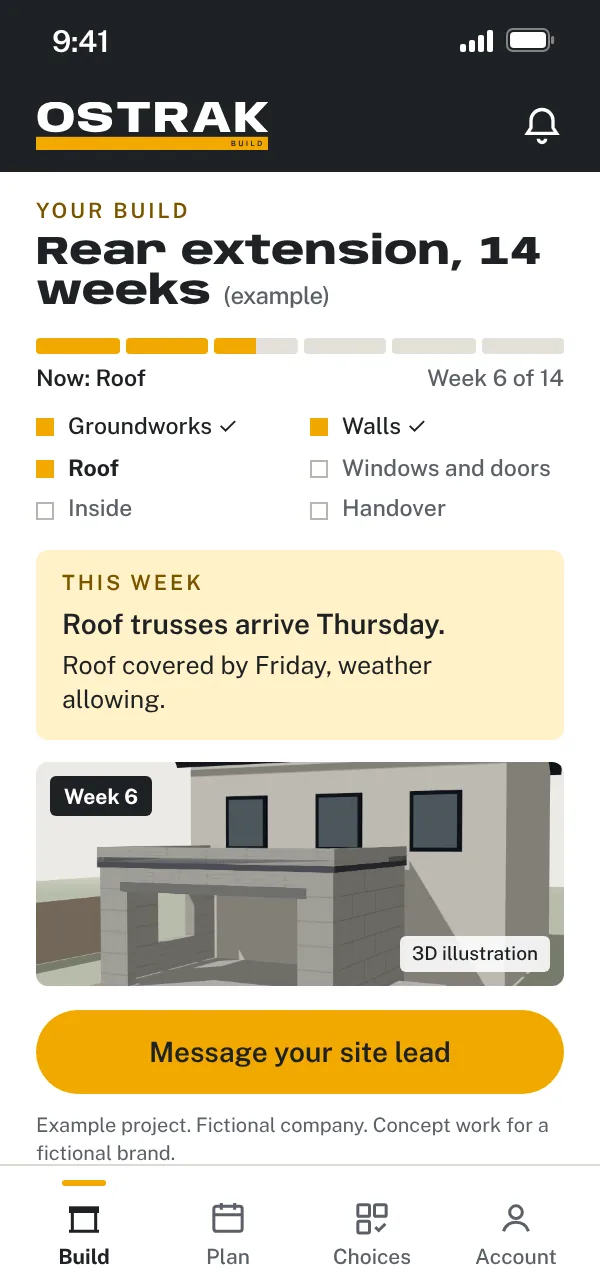 9:41
OSTRAK
BUILD
YOUR BUILD
Rear extension, 14
weeks (example)
Now: Roof
Week 6 of 14
Groundworks ✓
Walls ✓
Roof
Windows and doors
Inside
Handover
THIS WEEK
Roof trusses arrive Thursday.
Roof covered by Friday, weather
allowing.
Week 6
3D illustration
Message your site lead
Example project. Fictional company. Concept work for a
fictional brand.
Build
Plan
Choices
Account